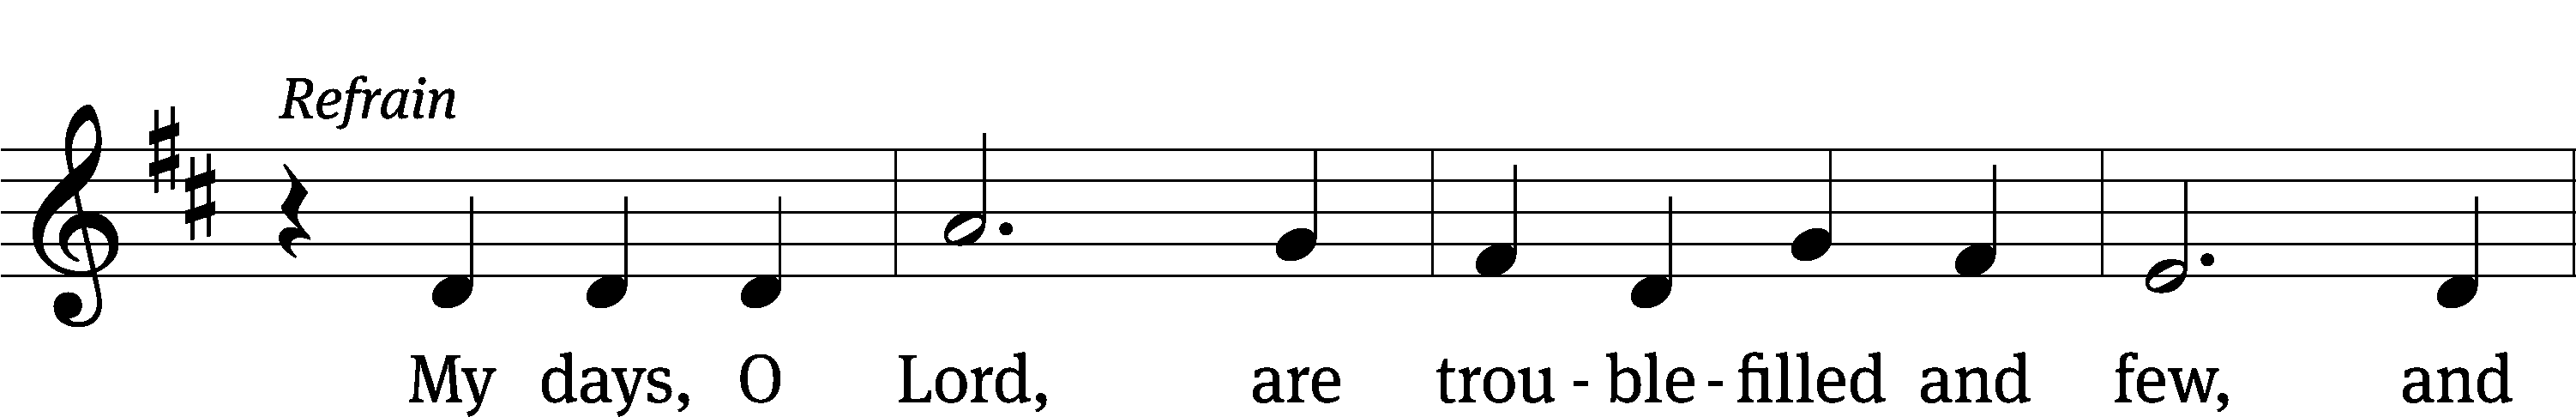 Refrain
My days, O Lord, are trou - ble - filled and few, and